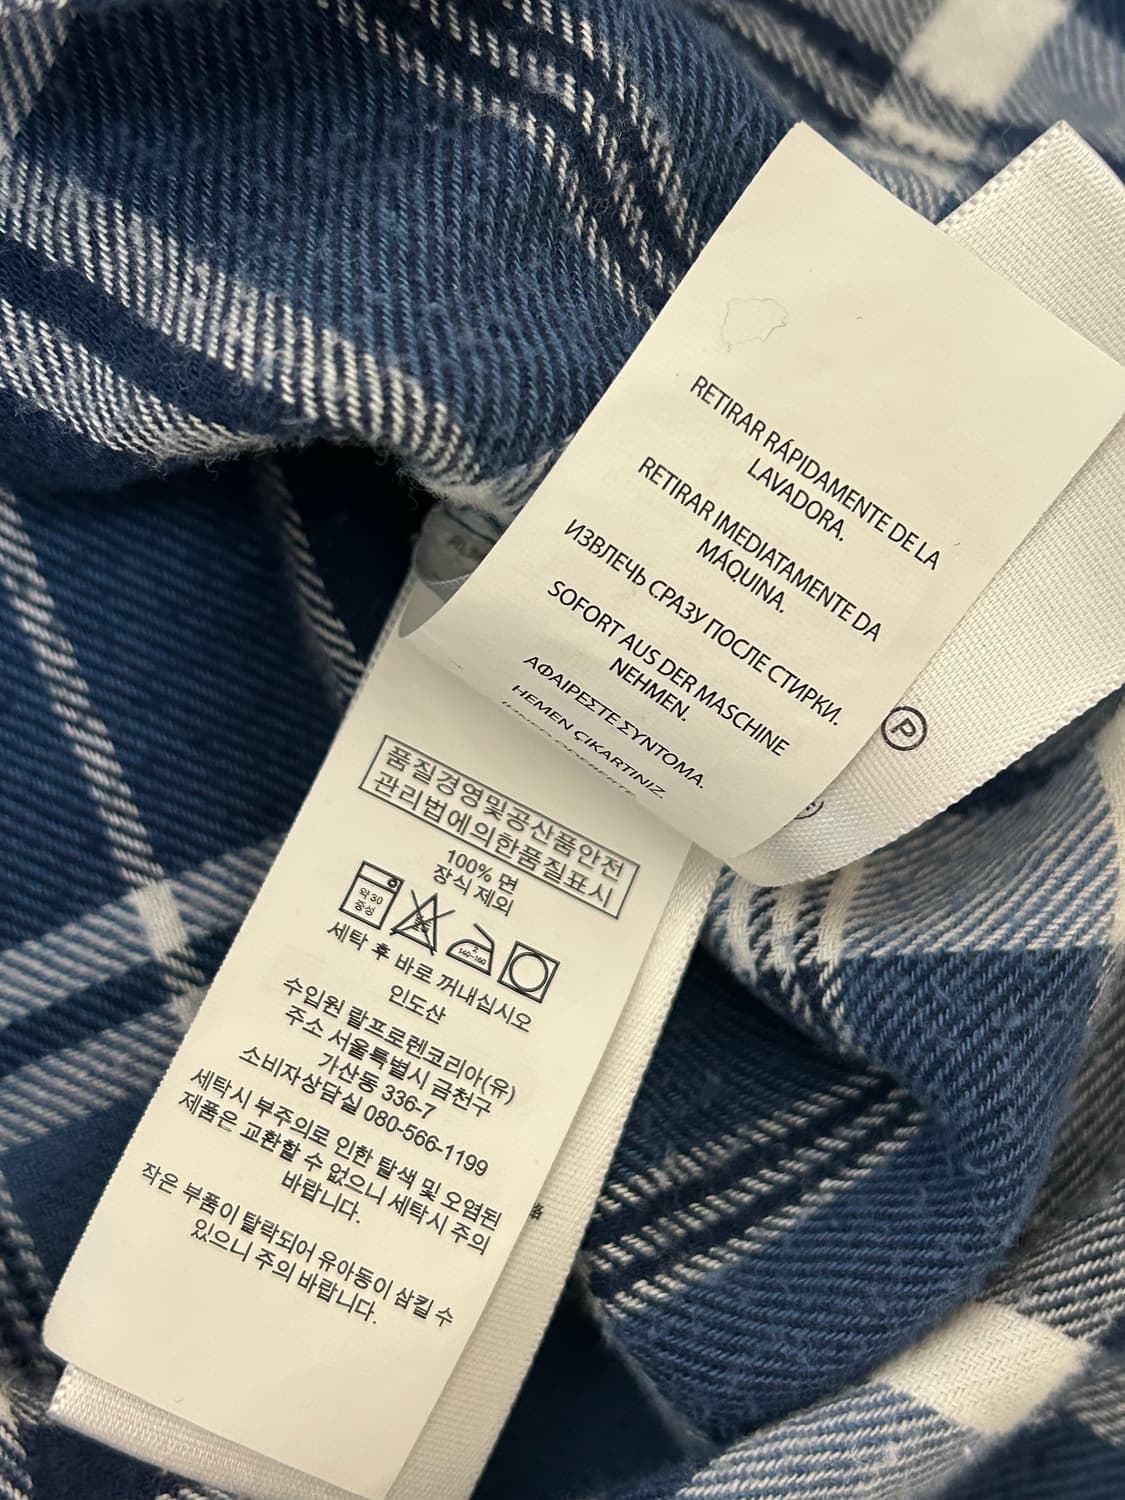 RETIRAR RÁPIDAMENTE DE LA
LAVADORA.
RETIRAR IMEDIATAMENTE DA
MÁQUINA.
ИЗВЛЕЧЬ СРАЗУ ПОСЛЕ СТИРКИ.
SOFORT AUS DER MASCHINE
NEHMEN.
ΑΦΑΙΡΕΣΤΕ ΣΥΝΤΟΜΑ.
HEMEN ÇIKARTINIZ.
P
품질경영및공산품안전
관리법에의한품질표시
100% 면
장식 제외
약 30
중성
140~160
세탁 후 바로 꺼내십시오
인도산
수입원 랄프로렌코리아(유)
주소 서울특별시 금천구
가산동 336-7
소비자상담실 080-566-1199
세탁시 부주의로 인한 탈색 및 오염된
제품은 교환할 수 없으니 세탁시 주의
바랍니다.
작은 부품이 탈락되어 유아동이 삼킬 수
있으니 주의 바랍니다.